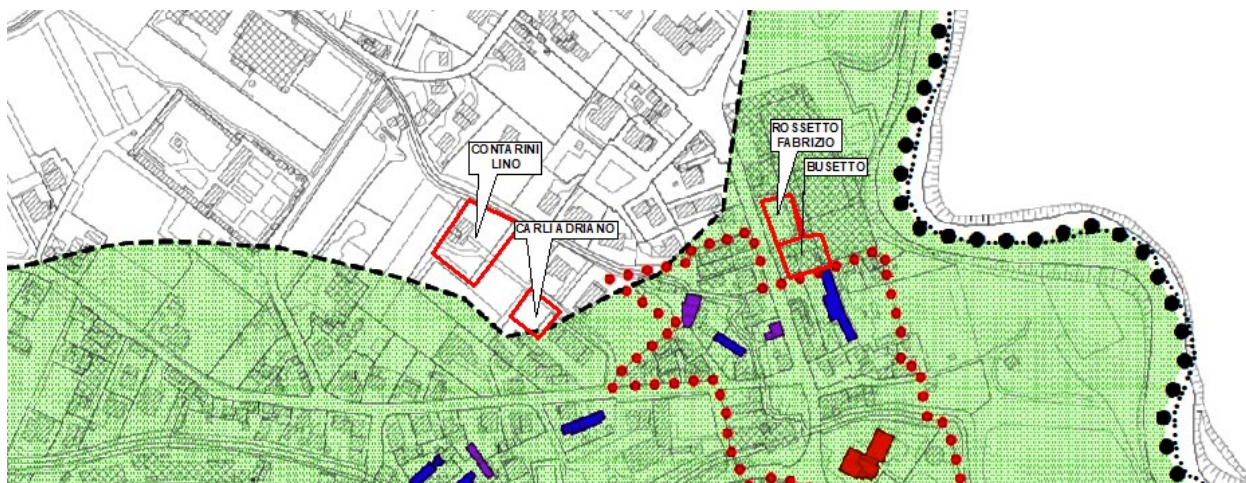 ROSSETTO
FABRIZIO
BUSETTO
CONTARINI
LINO
CARLI ADRIANO